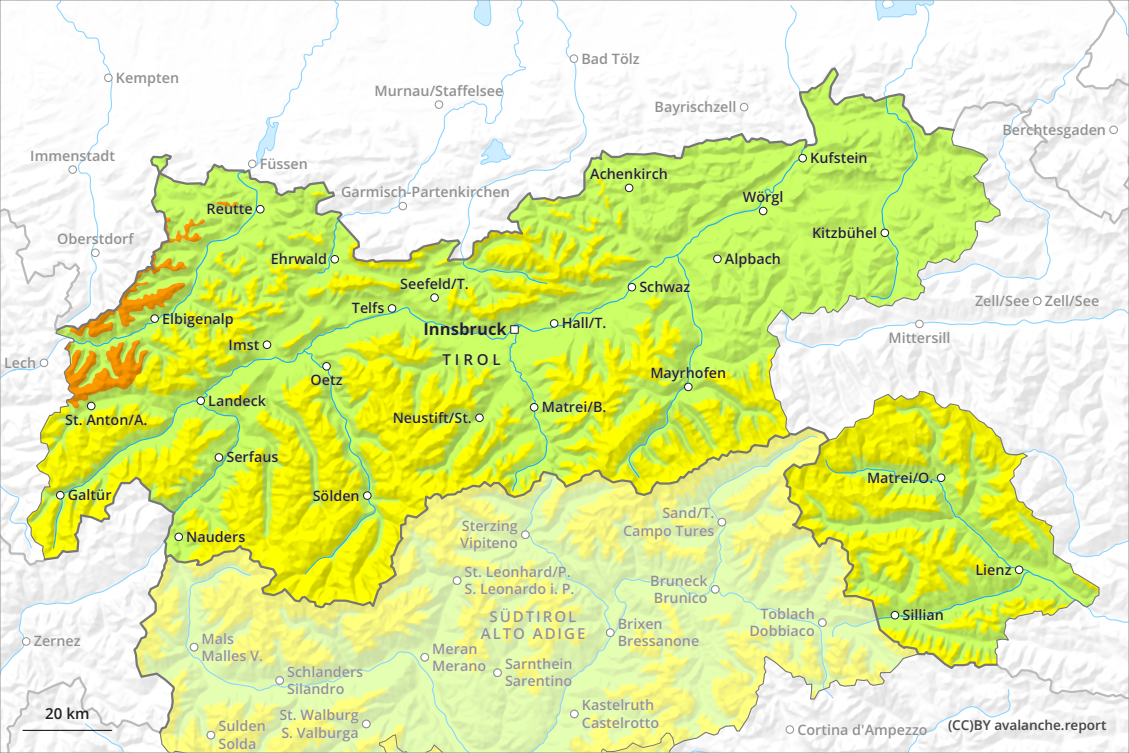 Kempten
Bad Tölz
Murnau/Staffelsee
Bayrischzell
Berchtesgaden
Immenstadt
Füssen
Kufstein
Achenkirch
Garmisch-Partenkirchen
Wörgl
Reutte
Oberstdorf
Kitzbühel
Ehrwald
Alpbach
Seefeld/T.
Schwaz
Zell/See
Zell/See
Telfs
Elbigenalp
Innsbruck
Hall/T.
Mittersill
Imst
TIROL
Lech
Oetz
Mayrhofen
Landeck
Matrei/B.
St. Anton/A.
Neustift/St.
Serfaus
Matrei/O.
Galtür
Sölden
Sand/T.
Campo Tures
Sterzing
Vipiteno
Nauders
St. Leonhard/P.
S. Leonardo i. P.
Lienz
Bruneck
Brunico
SÜDTIROL
ALTO ADIGE
Toblach
Dobbiaco
Sillian
Brixen
Bressanone
Zernez
Mals
Malles V.
Meran
Merano
Sarnthein
Sarentino
Schlanders
Silandro
Kastelruth
Castelrotto
20 km
St. Walburg
S. Valburga
Sulden
Solda
Cortina d'Ampezzo
(CC)BY avalanche.report